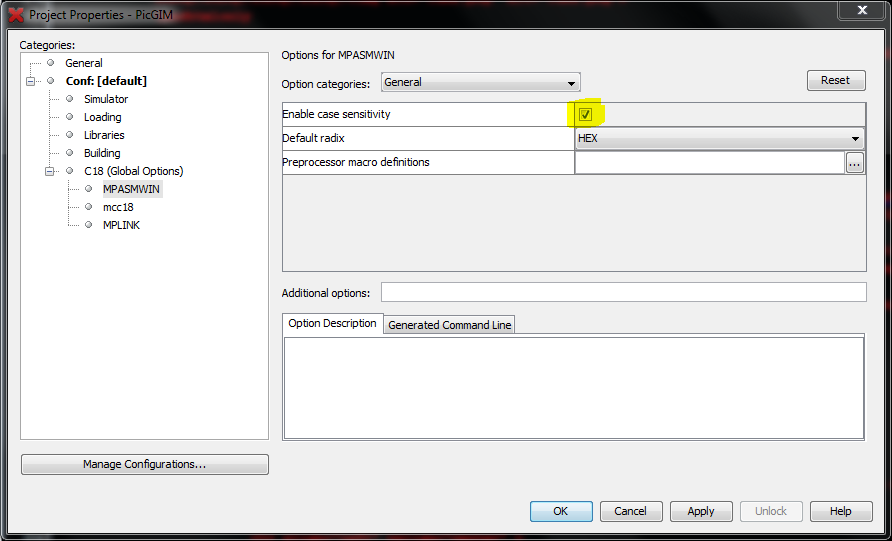 Project Properties - PicGIM
Categories:
General
Conf: [default]
Simulator
Loading
Libraries
Building
C18 (Global Options)
MPASMWIN
mcc18
MPLINK
Manage Configurations...
Options for MPASMWIN
Option categories: General Reset
Enable case sensitivity
Default radix HEX
Preprocessor macro definitions ...
Additional options:
Option Description Generated Command Line
OK Cancel Apply Unlock Help